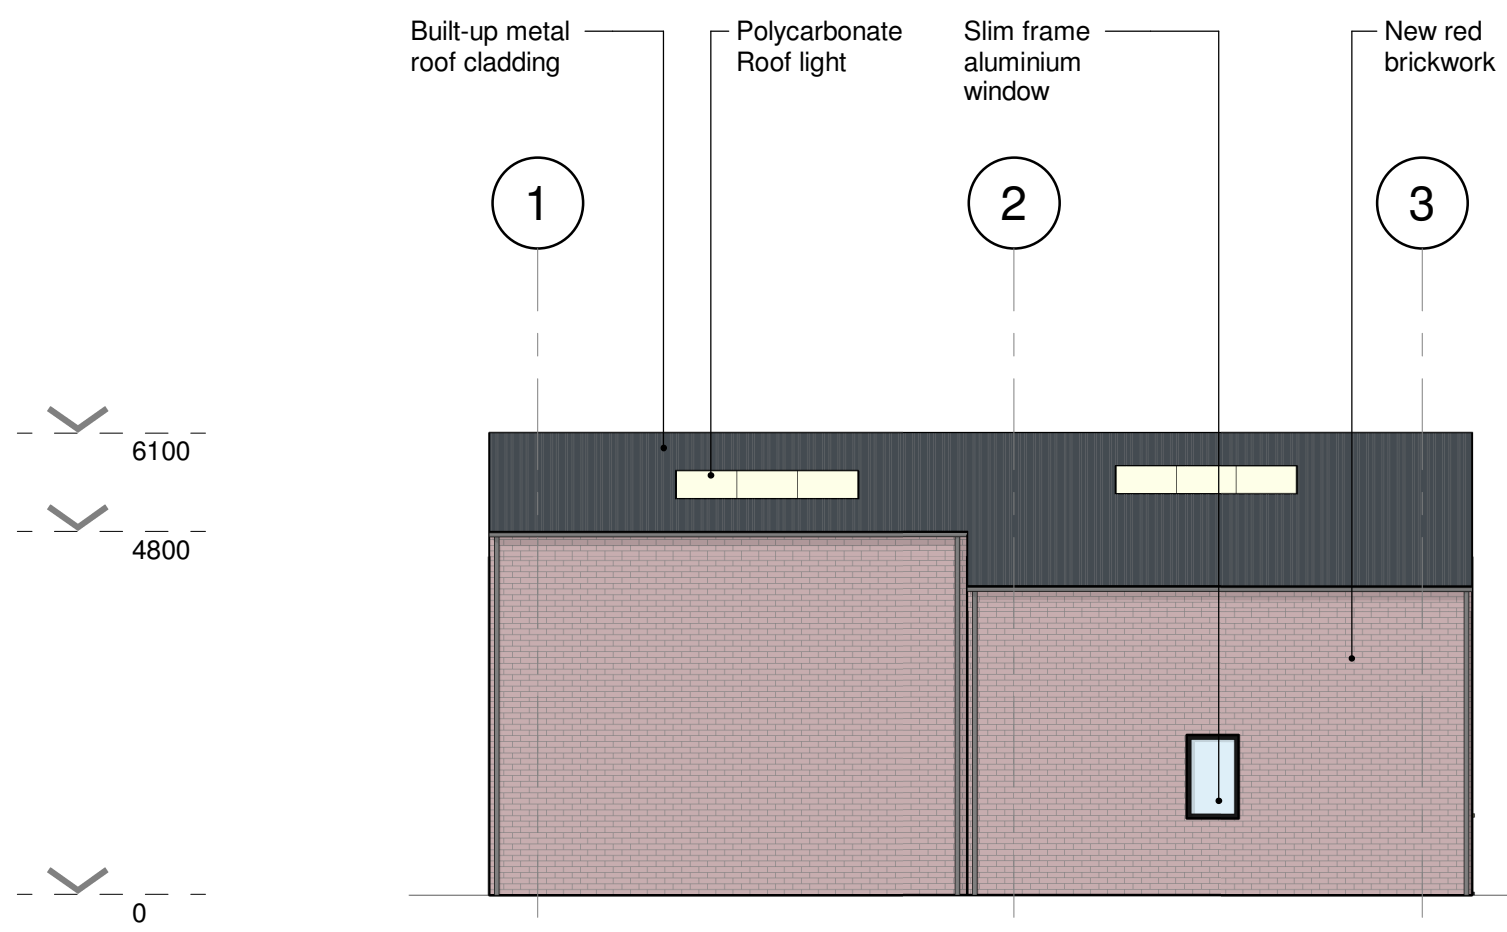 Built-up metal
roof cladding
Polycarbonate
Roof light
Slim frame
aluminium
window
New red
brickwork
1
2
3
6100
4800
0